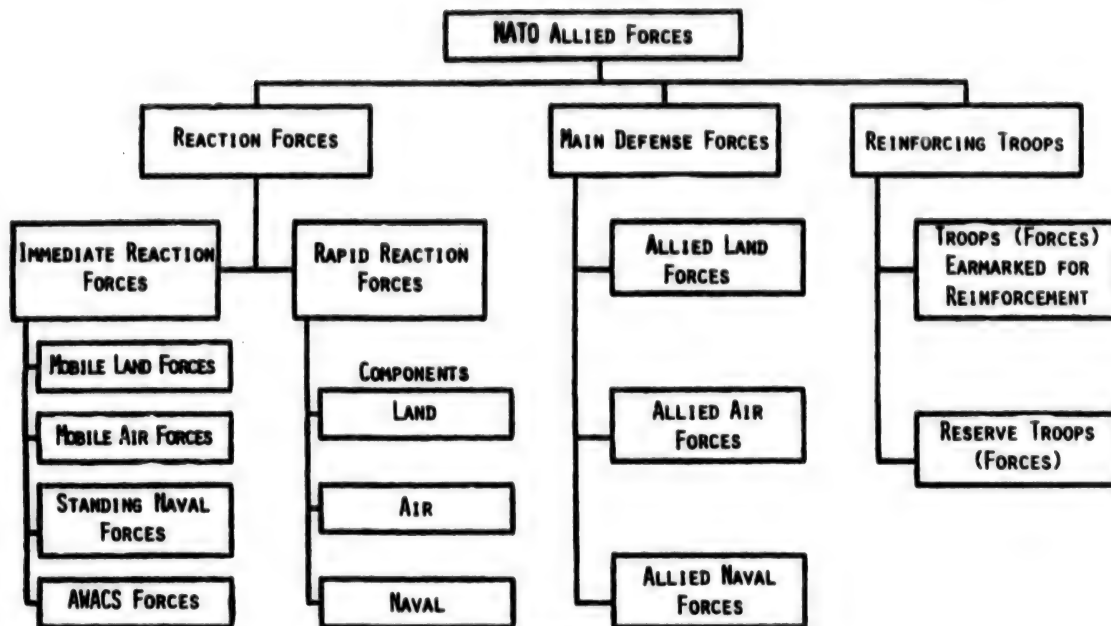 NATO ALLIED FORCES
REACTION FORCES
MAIN DEFENSE FORCES
REINFORCING TROOPS
IMMEDIATE REACTION
FORCES
RAPID REACTION
FORCES
ALLIED LAND
FORCES
TROOPS (FORCES)
EARMARKED FOR
REINFORCEMENT
MOBILE LAND FORCES
MOBILE AIR FORCES
STANDING NAVAL
FORCES
AWACS FORCES
COMPONENTS
LAND
AIR
NAVAL
ALLIED AIR
FORCES
ALLIED NAVAL
FORCES
RESERVE TROOPS
(FORCES)